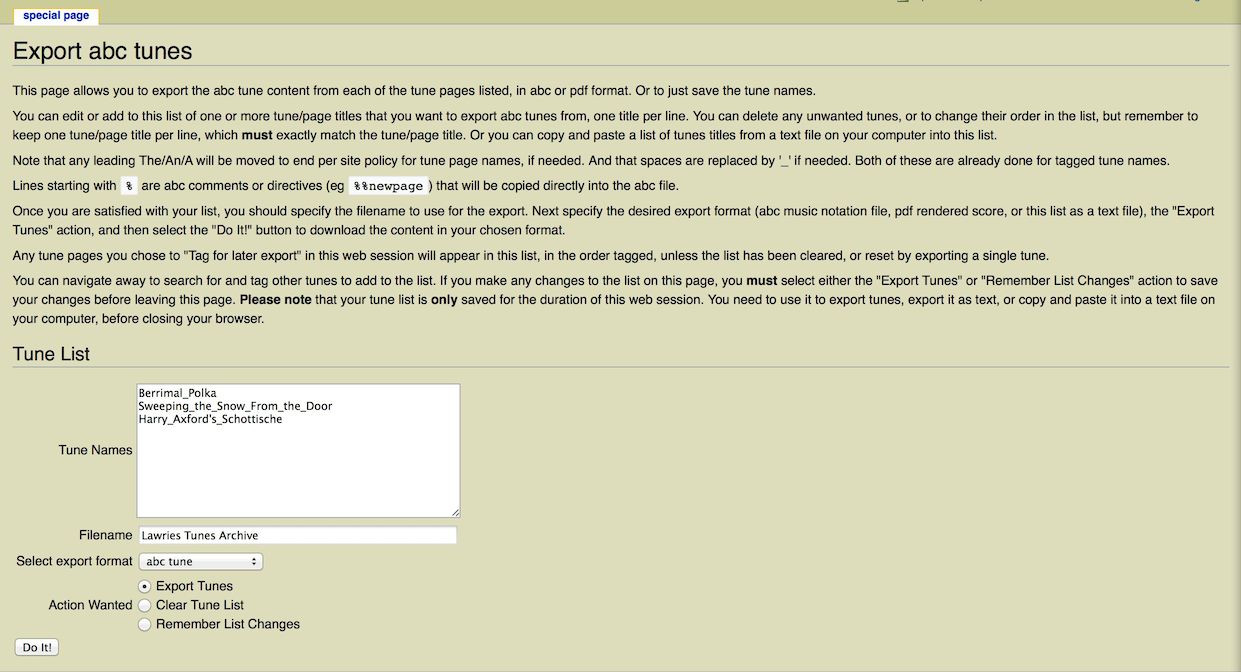 special page
Export abc tunes
This page allows you to export the abc tune content from each of the tune pages listed, in abc or pdf format. Or to just save the tune names.
You can edit or add to this list of one or more tune/page titles that you want to export abc tunes from, one title per line. You can delete any unwanted tunes, or to change their order in the list, but remember to
keep one tune/page title per line, which must exactly match the tune/page title. Or you can copy and paste a list of tunes titles from a text file on your computer into this list.
Note that any leading The/An/A will be moved to end per site policy for tune page names, if needed. And that spaces are replaced by '_' if needed. Both of these are already done for tagged tune names.
Lines starting with % are abc comments or directives (eg %%newpage ) that will be copied directly into the abc file.
Once you are satisfied with your list, you should specify the filename to use for the export. Next specify the desired export format (abc music notation file, pdf rendered score, or this list as a text file), the "Export
Tunes" action, and then select the "Do It!" button to download the content in your chosen format.
Any tune pages you chose to "Tag for later export" in this web session will appear in this list, in the order tagged, unless the list has been cleared, or reset by exporting a single tune.
You can navigate away to search for and tag other tunes to add to the list. If you make any changes to the list on this page, you must select either the "Export Tunes" or "Remember List Changes" action to save
your changes before leaving this page. Please note that your tune list is only saved for the duration of this web session. You need to use it to export tunes, export it as text, or copy and paste it into a text file on
your computer, before closing your browser.
Tune List
Berrimal_Polka
Sweeping_the_Snow_From_the_Door
Harry_Axford's_Schottische
Tune Names
Filename Lawries Tunes Archive
Select export format abc tune
Export Tunes
Action Wanted Clear Tune List
Remember List Changes
Do It!